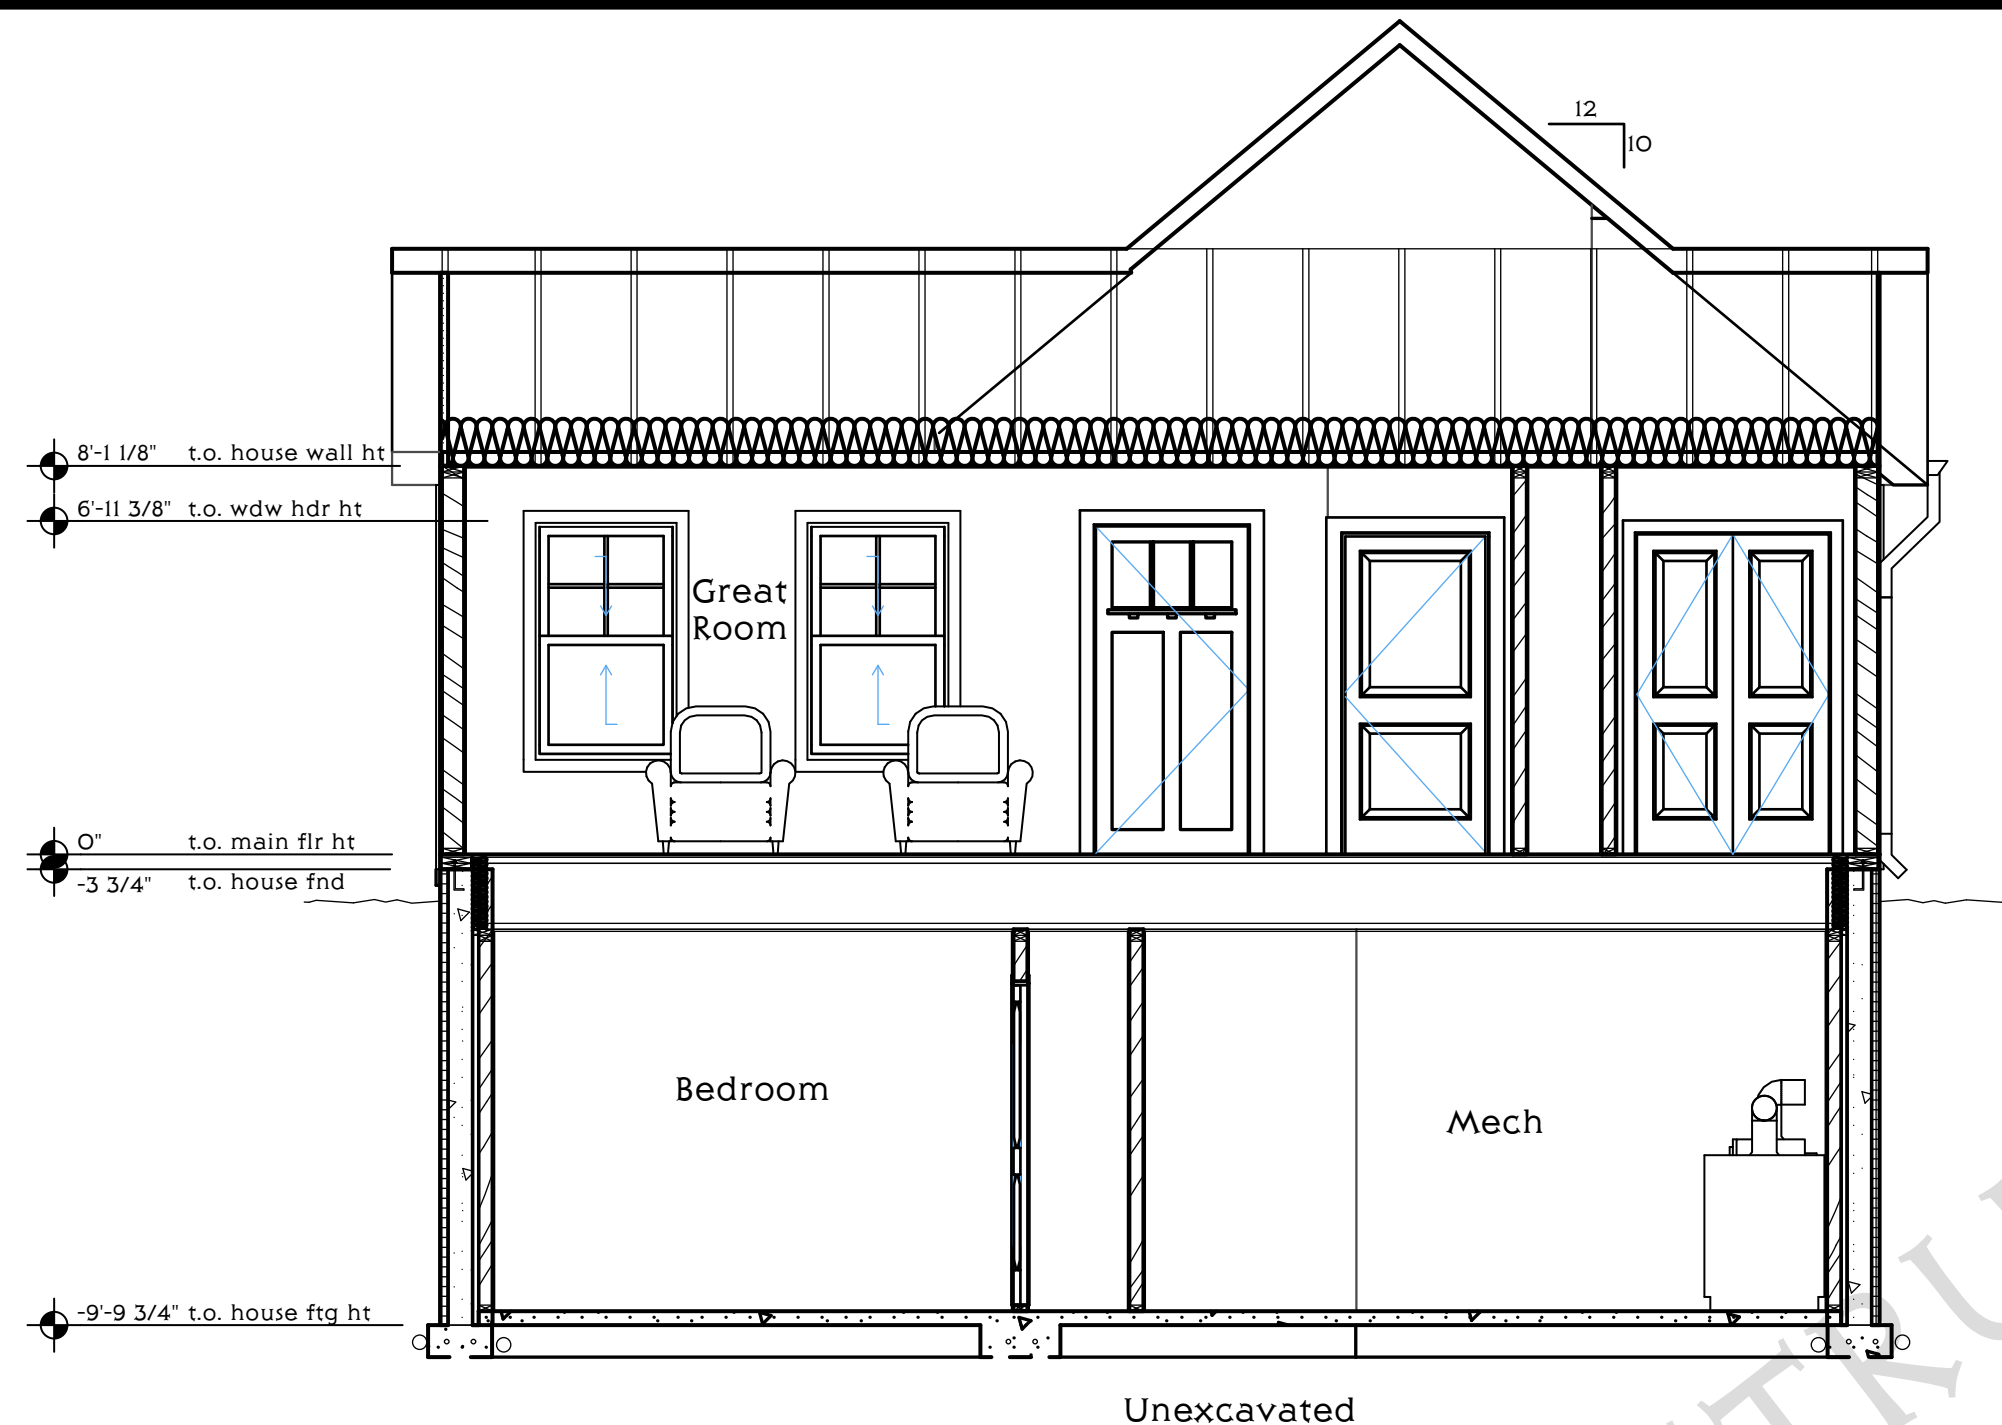 12
10
8'-1 1/8" t.o. house wall ht
6'-11 3/8" t.o. wdw hdr ht
Great
Room
0" t.o. main flr ht
-3 3/4" t.o. house fnd
Bedroom
Mech
-9'-9 3/4" t.o. house ftg ht
Unexcavated
TRU